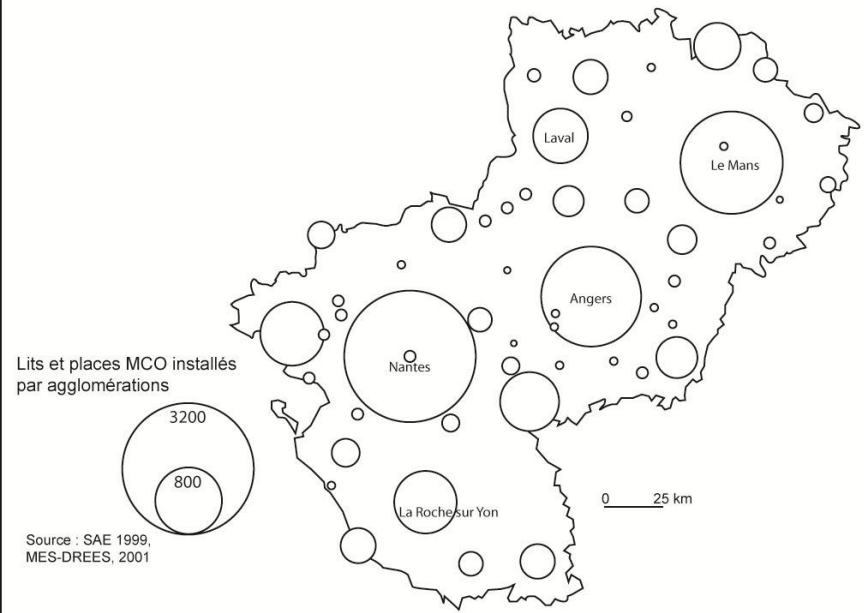 Laval
Le Mans
Angers
Nantes
Lits et places MCO installés
par agglomérations
3200
800
La Roche sur Yon
0 25 km
Source : SAE 1999,
MES-DREES, 2001